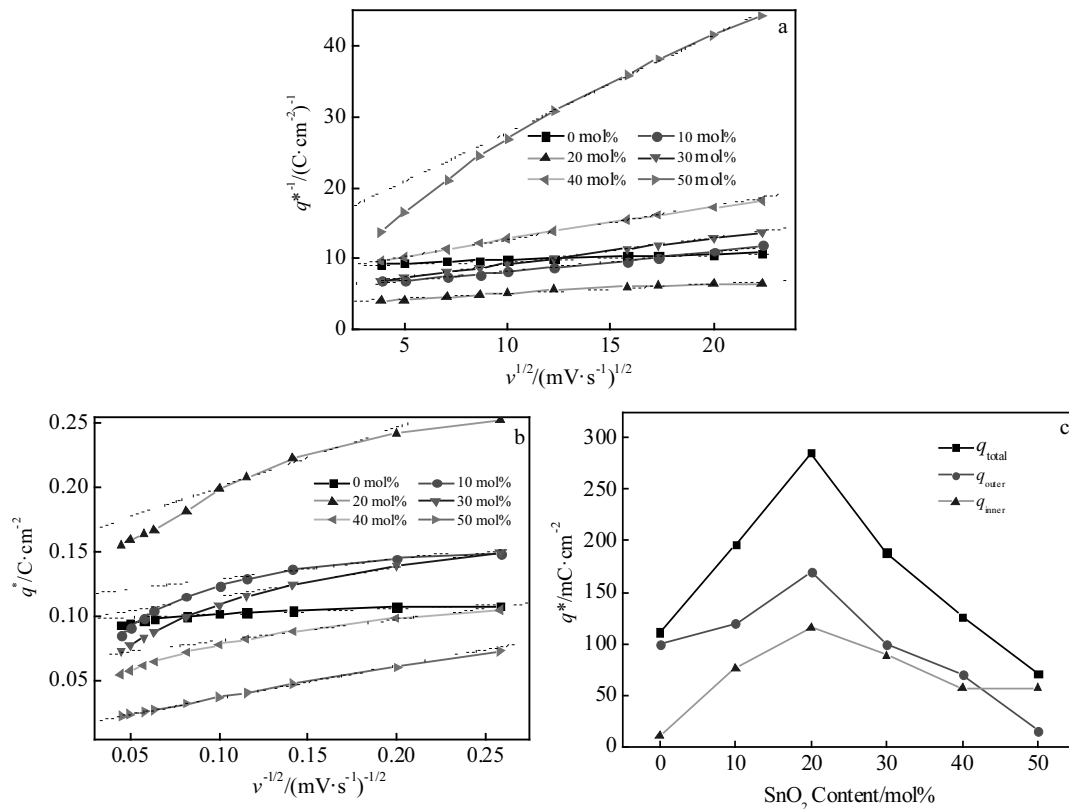 a
40
30
20
10
0
q*⁻¹/(C·cm⁻²)⁻¹
0 mol% 10 mol%
20 mol% 30 mol%
40 mol% 50 mol%
5 10 15 20
v^1/2/(mV·s⁻¹)^1/2
b
0.25
0.20
0.15
0.10
0.05
q*/C·cm⁻²
0 mol% 10 mol%
20 mol% 30 mol%
40 mol% 50 mol%
0.05 0.10 0.15 0.20 0.25
v^-1/2/(mV·s⁻¹)^-1/2
c
300
250
200
150
100
50
0
q*/mC·cm⁻²
q_total
q_outer
q_inner
0 10 20 30 40 50
SnO₂ Content/mol%